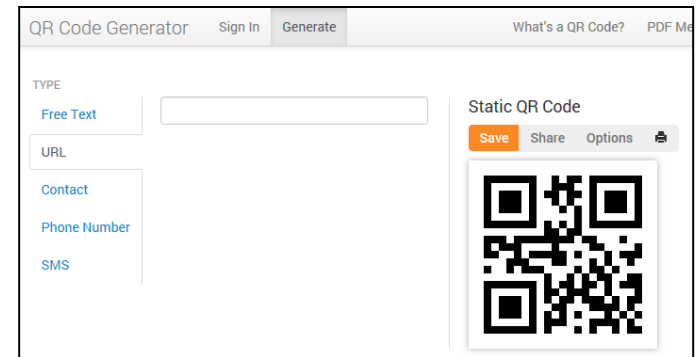 QR Code Generator Sign In Generate What's a QR Code? PDF Me
TYPE
Free Text
URL
Contact
Phone Number
SMS
Static QR Code
Save Share Options